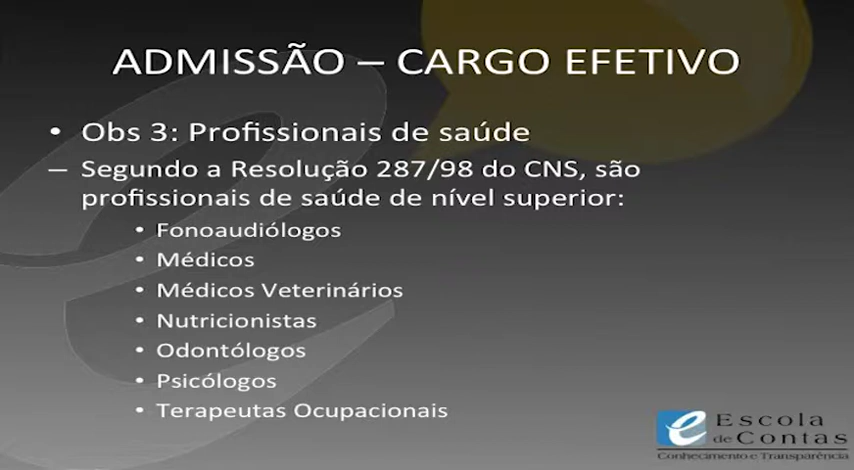 ADMISSÃO – CARGO EFETIVO
• Obs 3: Profissionais de saúde
– Segundo a Resolução 287/98 do CNS, são
profissionais de saúde de nível superior:
• Fonoaudiólogos
• Médicos
• Médicos Veterinários
• Nutricionistas
• Odontólogos
• Psicólogos
• Terapeutas Ocupacionais
e Escola
de Contas
Conhecimento e Transparência